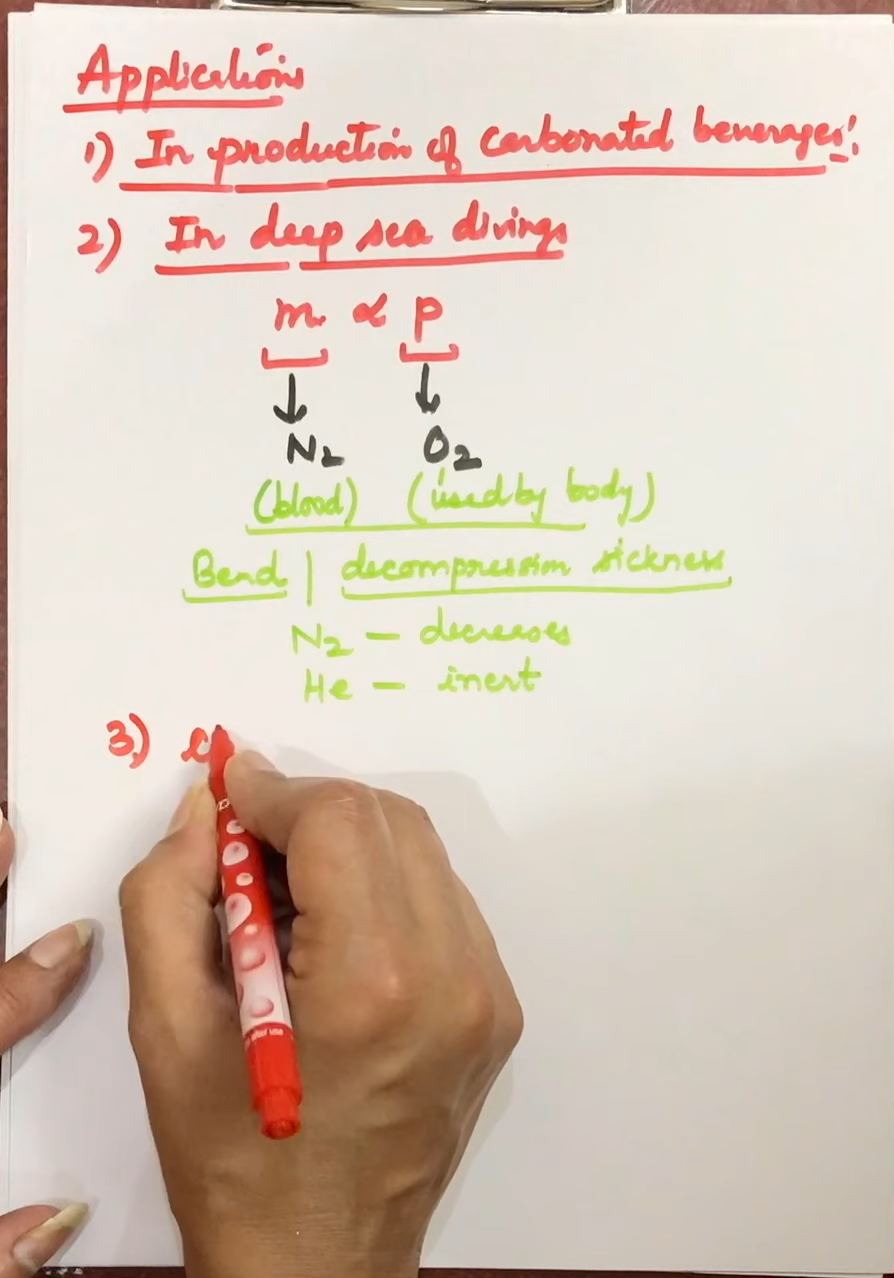 Applications
1) In production of carbonated beverages:
2) In deep sea divings
m ∝ p
↓ ↓
N₂ O₂
(blood) (used by body)
Bend | decompression sickness
N₂ — decreases
He — inert
3)